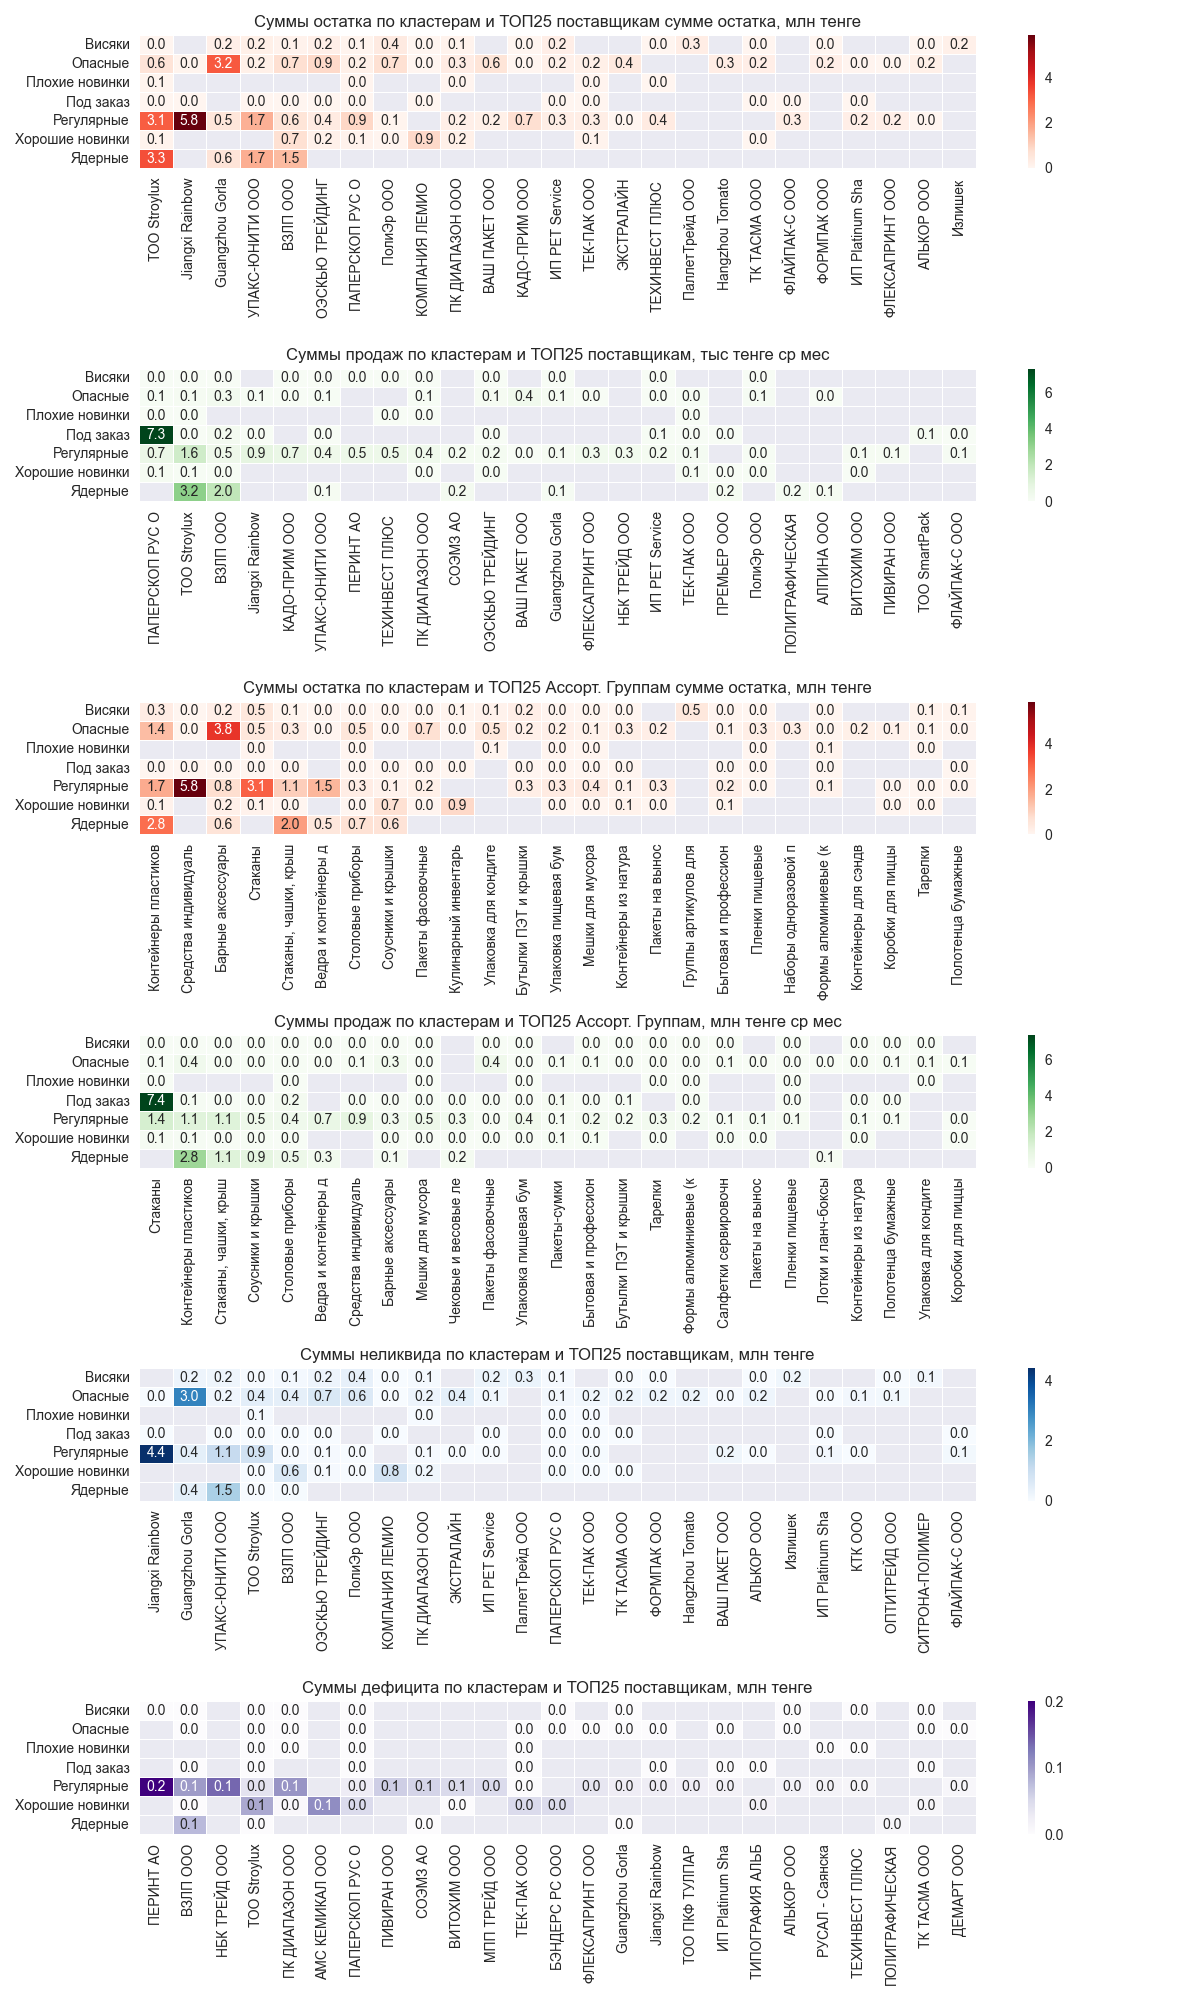 Суммы остатка по кластерам и ТОП25 поставщикам сумме остатка, млн тенге
Висяки 0.0 0.2 0.2 0.1 0.2 0.1 0.4 0.0 0.1 0.0 0.2 0.0 0.3 0.0 0.0 0.0 0.2
Опасные 0.6 0.0 3.2 0.2 0.7 0.9 0.2 0.7 0.0 0.3 0.6 0.0 0.2 0.2 0.4 0.3 0.2 0.2 0.0 0.0 0.2
Плохие новинки 0.1 0.0 0.0 0.0 0.0
Под заказ 0.0 0.0 0.0 0.0 0.0 0.0 0.0 0.0 0.0 0.0 0.0 0.0
Регулярные 3.1 5.8 0.5 1.7 0.6 0.4 0.9 0.1 0.2 0.2 0.7 0.3 0.3 0.0 0.4 0.3 0.2 0.2 0.0
Хорошие новинки 0.1 0.7 0.2 0.1 0.0 0.9 0.2 0.1 0.0
Ядерные 3.3 0.6 1.7 1.5
4
2
0
ТОО Stroylux
Jiangxi Rainbow
Guangzhou Gorla
УПАКС-ЮНИТИ ООО
ВЗЛП ООО
ОЭСКЬЮ ТРЕЙДИНГ
ПАПЕРСКОП РУС О
ПолиЭр ООО
КОМПАНИЯ ЛЕМИО
ПК ДИАПАЗОН ООО
ВАШ ПАКЕТ ООО
КАДО-ПРИМ ООО
ИП РЕТ Service
ТЕК-ПАК ООО
ЭКСТРАЛАЙН
ТЕХИНВЕСТ ПЛЮС
ПаллетТрейд ООО
Hangzhou Tomato
ТК ТАСМА ООО
ФЛАЙПАК-С ООО
ФОРМПАК ООО
ИП Platinum Sha
ФЛЕКСАПРИНТ ООО
АЛЬКОР ООО
Излишек
Суммы продаж по кластерам и ТОП25 поставщикам, тыс тенге ср мес
Висяки 0.0 0.0 0.0 0.0 0.0 0.0 0.0 0.0 0.0 0.0 0.0 0.0
Опасные 0.1 0.1 0.3 0.1 0.0 0.1 0.1 0.1 0.4 0.1 0.0 0.0 0.0 0.1 0.0
Плохие новинки 0.0 0.0 0.0 0.0 0.0
Под заказ 7.3 0.0 0.2 0.0 0.0 0.0 0.1 0.0 0.0 0.1 0.0
Регулярные 0.7 1.6 0.5 0.9 0.7 0.4 0.5 0.5 0.4 0.2 0.2 0.0 0.1 0.3 0.3 0.2 0.1 0.0 0.1 0.1 0.1
Хорошие новинки 0.1 0.1 0.0 0.0 0.0 0.1 0.0 0.0 0.0
Ядерные 3.2 2.0 0.1 0.2 0.1 0.2 0.2 0.1
6
4
2
0
ПАПЕРСКОП РУС О
ТОО Stroylux
ВЗЛП ООО
Jiangxi Rainbow
КАДО-ПРИМ ООО
УПАКС-ЮНИТИ ООО
ПЕРИНТ АО
ТЕХИНВЕСТ ПЛЮС
ПК ДИАПАЗОН ООО
СОЭМЗ АО
ОЭСКЬЮ ТРЕЙДИНГ
ВАШ ПАКЕТ ООО
Guangzhou Gorla
ФЛЕКСАПРИНТ ООО
НБК ТРЕЙД ООО
ИП РЕТ Service
ТЕК-ПАК ООО
ПРЕМЬЕР ООО
ПолиЭр ООО
ПОЛИГРАФИЧЕСКАЯ
АЛПИНА ООО
ВИТОХИМ ООО
ПИВИРАН ООО
ТОО SmartPack
ФЛАЙПАК-С ООО
Суммы остатка по кластерам и ТОП25 Ассорт. Группам сумме остатка, млн тенге
Висяки 0.3 0.0 0.2 0.5 0.1 0.0 0.0 0.0 0.0 0.1 0.1 0.2 0.0 0.0 0.0 0.5 0.0 0.0 0.0 0.1 0.1
Опасные 1.4 0.0 3.8 0.5 0.3 0.0 0.5 0.0 0.7 0.0 0.5 0.2 0.2 0.1 0.3 0.2 0.1 0.3 0.3 0.0 0.2 0.1 0.1 0.0
Плохие новинки 0.0 0.0 0.1 0.0 0.0 0.0 0.1 0.0
Под заказ 0.0 0.0 0.0 0.0 0.0 0.0 0.0 0.0 0.0 0.0 0.0 0.0 0.0 0.0 0.0 0.0 0.0
Регулярные 1.7 5.8 0.8 3.1 1.1 1.5 0.3 0.1 0.2 0.3 0.3 0.4 0.1 0.3 0.2 0.0 0.1 0.0 0.0 0.0
Хорошие новинки 0.1 0.2 0.1 0.0 0.0 0.7 0.0 0.9 0.0 0.0 0.1 0.0 0.1 0.0 0.0
Ядерные 2.8 0.6 2.0 0.5 0.7 0.6
4
2
0
Контейнеры пластиков
Средства индивидуаль
Барные аксессуары
Стаканы
Стаканы, чашки, крыш
Ведра и контейнеры д
Столовые приборы
Соусники и крышки
Пакеты фасовочные
Кулинарный инвентарь
Упаковка для кондите
Бутылки ПЭТ и крышки
Упаковка пищевая бум
Мешки для мусора
Контейнеры из натура
Пакеты на вынос
Группы артикулов для
Бытовая и профессион
Пленки пищевые
Наборы одноразовой п
Формы алюминиевые (к
Контейнеры для сэндв
Коробки для пиццы
Тарелки
Полотенца бумажные
Суммы продаж по кластерам и ТОП25 Ассорт. Группам, млн тенге ср мес
Висяки 0.0 0.0 0.0 0.0 0.0 0.0 0.0 0.0 0.0 0.0 0.0 0.0 0.0 0.0 0.0 0.0 0.0 0.0 0.0 0.0
Опасные 0.1 0.4 0.0 0.0 0.0 0.0 0.1 0.3 0.0 0.4 0.0 0.1 0.1 0.0 0.0 0.0 0.1 0.0 0.0 0.0 0.0 0.1 0.1 0.1
Плохие новинки 0.0 0.0 0.0 0.0 0.0 0.0 0.0 0.0
Под заказ 7.4 0.1 0.0 0.0 0.2 0.0 0.0 0.0 0.0 0.0 0.0 0.1 0.0 0.1 0.0 0.0 0.0 0.0
Регулярные 1.4 1.1 1.1 0.5 0.4 0.7 0.9 0.3 0.5 0.3 0.0 0.4 0.1 0.2 0.2 0.3 0.2 0.1 0.1 0.1 0.1 0.1 0.0
Хорошие новинки 0.1 0.1 0.0 0.0 0.0 0.0 0.0 0.0 0.0 0.0 0.1 0.1 0.0 0.0 0.0 0.0 0.0
Ядерные 2.8 1.1 0.9 0.5 0.3 0.1 0.2 0.1
6
4
2
0
Стаканы
Контейнеры пластиков
Стаканы, чашки, крыш
Соусники и крышки
Столовые приборы
Ведра и контейнеры д
Средства индивидуаль
Барные аксессуары
Мешки для мусора
Чековые и весовые ле
Пакеты фасовочные
Упаковка пищевая бум
Пакеты-сумки
Бытовая и профессион
Бутылки ПЭТ и крышки
Тарелки
Формы алюминиевые (к
Салфетки сервировочн
Пакеты на вынос
Пленки пищевые
Лотки и ланч-боксы
Контейнеры из натура
Полотенца бумажные
Упаковка для кондите
Коробки для пиццы
Суммы неликвида по кластерам и ТОП25 поставщикам, млн тенге
Висяки 0.2 0.2 0.0 0.1 0.2 0.4 0.0 0.1 0.2 0.3 0.1 0.0 0.0 0.0 0.2 0.0 0.1
Опасные 0.0 3.0 0.2 0.4 0.4 0.7 0.6 0.0 0.2 0.4 0.1 0.1 0.2 0.2 0.2 0.2 0.0 0.2 0.0 0.1 0.1
Плохие новинки 0.1 0.0 0.0 0.0
Под заказ 0.0 0.0 0.0 0.0 0.0 0.0 0.0 0.0 0.0 0.0 0.0 0.0
Регулярные 4.4 0.4 1.1 0.9 0.0 0.1 0.0 0.1 0.0 0.0 0.0 0.0 0.2 0.0 0.1 0.0 0.1
Хорошие новинки 0.0 0.6 0.1 0.0 0.8 0.2 0.0 0.0 0.0
Ядерные 0.4 1.5 0.0 0.0
4
2
0
Jiangxi Rainbow
Guangzhou Gorla
УПАКС-ЮНИТИ ООО
ТОО Stroylux
ВЗЛП ООО
ОЭСКЬЮ ТРЕЙДИНГ
ПолиЭр ООО
КОМПАНИЯ ЛЕМИО
ПК ДИАПАЗОН ООО
ЭКСТРАЛАЙН
ИП РЕТ Service
ПаллетТрейд ООО
ПАПЕРСКОП РУС О
ТЕК-ПАК ООО
ТК ТАСМА ООО
ФОРМПАК ООО
Hangzhou Tomato
ВАШ ПАКЕТ ООО
АЛЬКОР ООО
Излишек
ИП Platinum Sha
КТК ООО
ОПТИТРЕЙД ООО
СИТРОНА-ПОЛИМЕР
ФЛАЙПАК-С ООО
Суммы дефицита по кластерам и ТОП25 поставщикам, млн тенге
Висяки 0.0 0.0 0.0 0.0 0.0 0.0 0.0 0.0 0.0 0.0
Опасные 0.0 0.0 0.0 0.0 0.0 0.0 0.0 0.0 0.0 0.0 0.0 0.0 0.0
Плохие новинки 0.0 0.0 0.0 0.0 0.0 0.0
Под заказ 0.0 0.0 0.0 0.0 0.0 0.0 0.0 0.0
Регулярные 0.2 0.1 0.1 0.0 0.1 0.0 0.1 0.1 0.1 0.0 0.0 0.0 0.0 0.0 0.0 0.0 0.0 0.0 0.0 0.0
Хорошие новинки 0.0 0.1 0.0 0.1 0.0 0.0 0.0 0.0 0.0 0.0
Ядерные 0.1 0.0 0.0 0.0 0.0
0.2
0.1
0.0
ПЕРИНТ АО
ВЗЛП ООО
НБК ТРЕЙД ООО
ТОО Stroylux
ПК ДИАПАЗОН ООО
АМС КЕМИКАЛ ООО
ПАПЕРСКОП РУС О
ПИВИРАН ООО
СОЭМЗ АО
ВИТОХИМ ООО
МПП ТРЕЙД ООО
ТЕК-ПАК ООО
БЭНДЕРС РС ООО
ФЛЕКСАПРИНТ ООО
Guangzhou Gorla
Jiangxi Rainbow
ТОО ПКФ ТУЛПАР
ИП Platinum Sha
ТИПОГРАФИЯ АЛЬБ
АЛЬКОР ООО
РУСАЛ - Саянска
ТЕХИНВЕСТ ПЛЮС
ПОЛИГРАФИЧЕСКАЯ
ТК ТАСМА ООО
ДЕМАРТ ООО